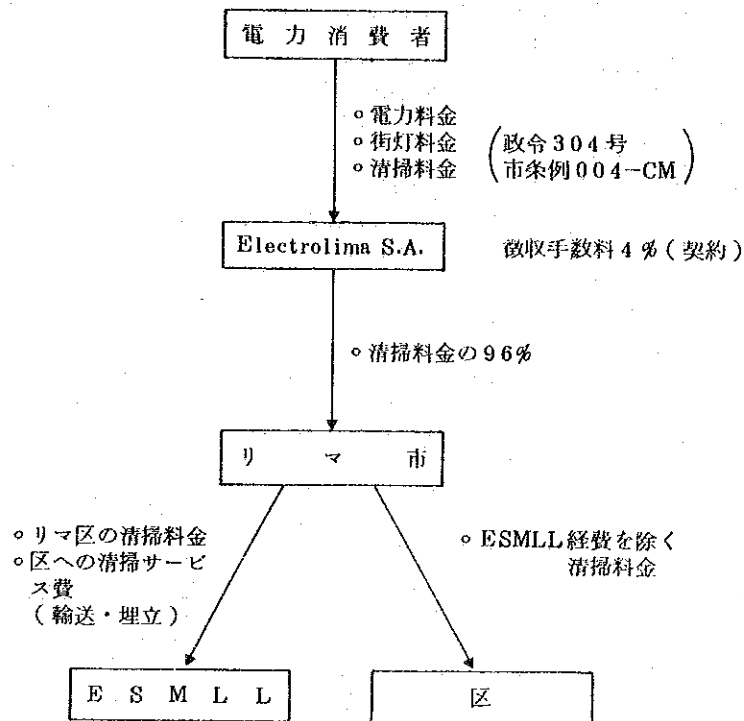 電力消費者
○電力料金
○街灯料金
○清掃料金
(政令304号
市条例004-CM)
Electrolima S.A.
徴収手数料4%(契約)
○清掃料金の96%
リマ市
○リマ区の清掃料金
○区への清掃サービ
ス費
(輸送・埋立)
○ESMLL経費を除く
清掃料金
ESMLL
区